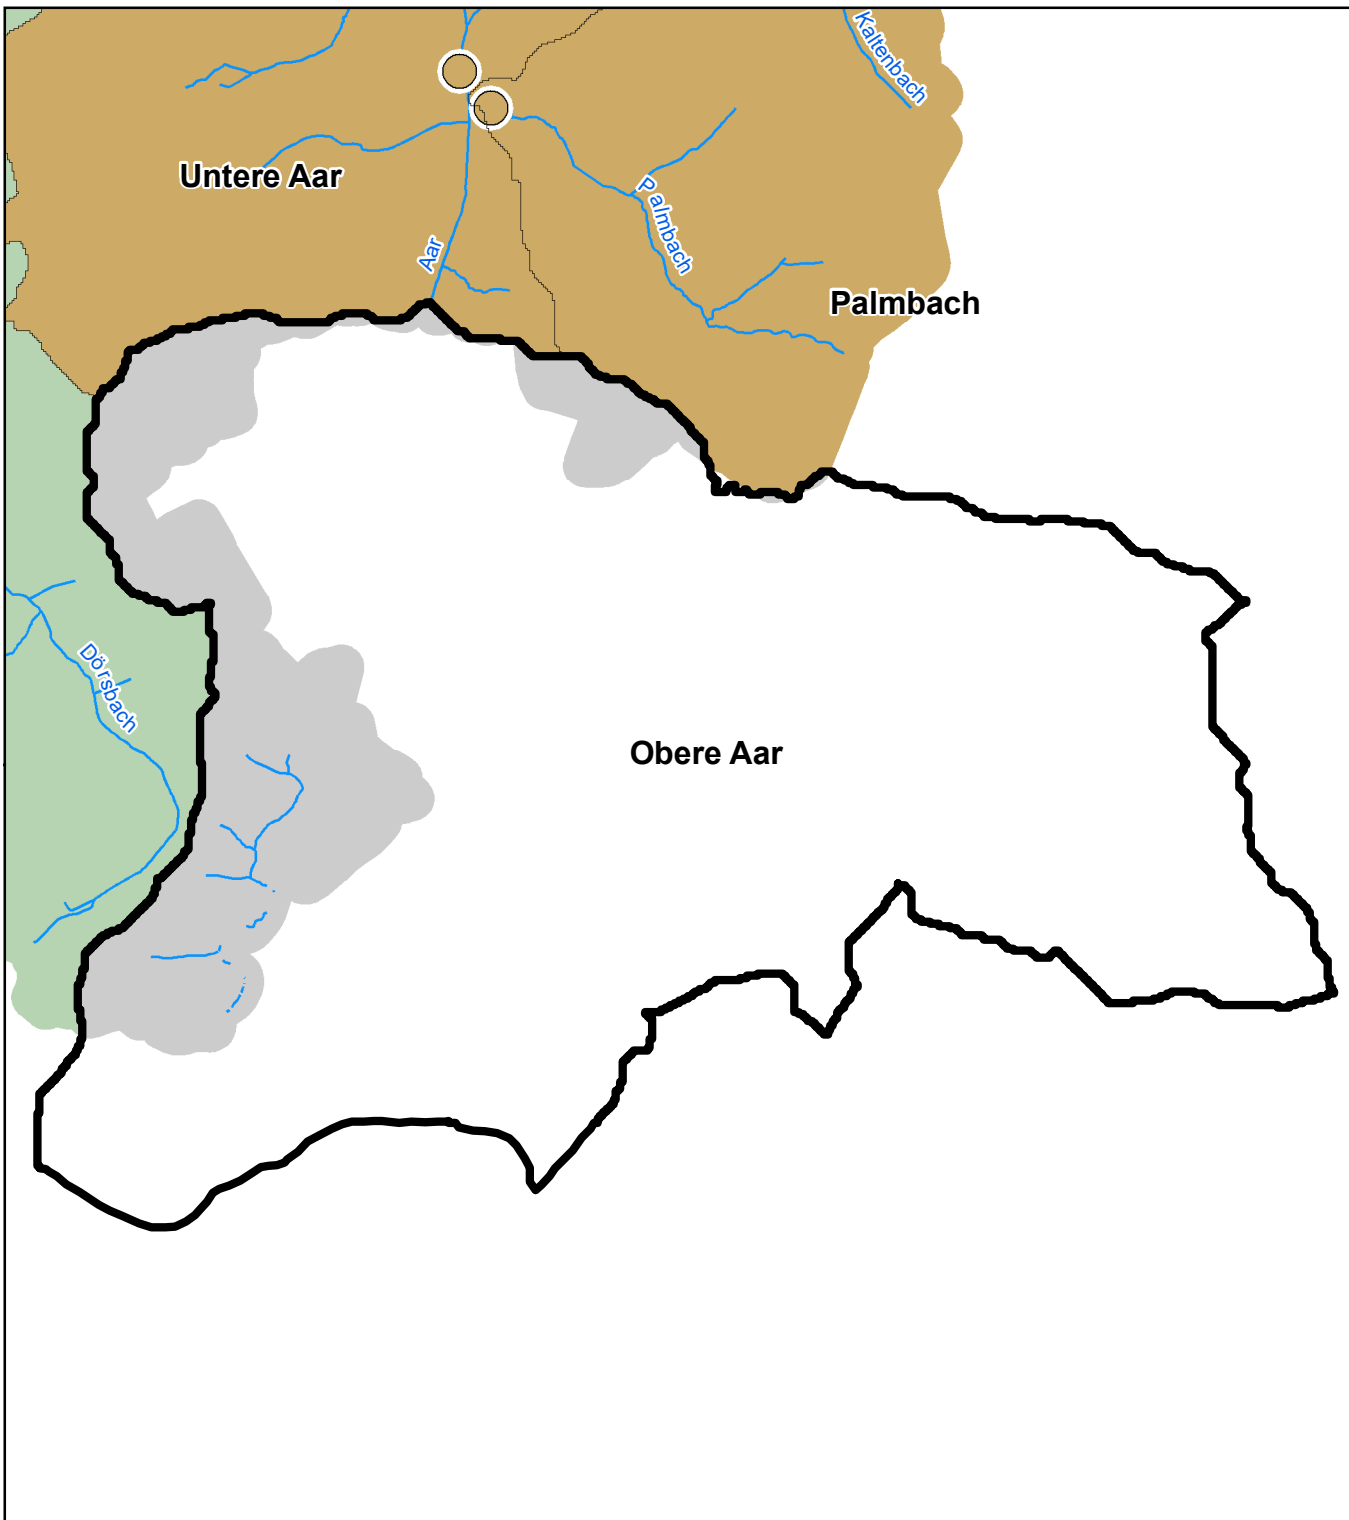 Kaltenbach
Untere Aar
Palmbach
Aar
Palmbach
Dörsbach
Obere Aar